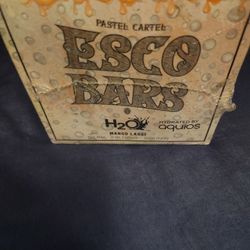 PASTEL CARTEL
ESCO
BARS
H2O
HYDRATED BY
aquios
MANGO LASSI